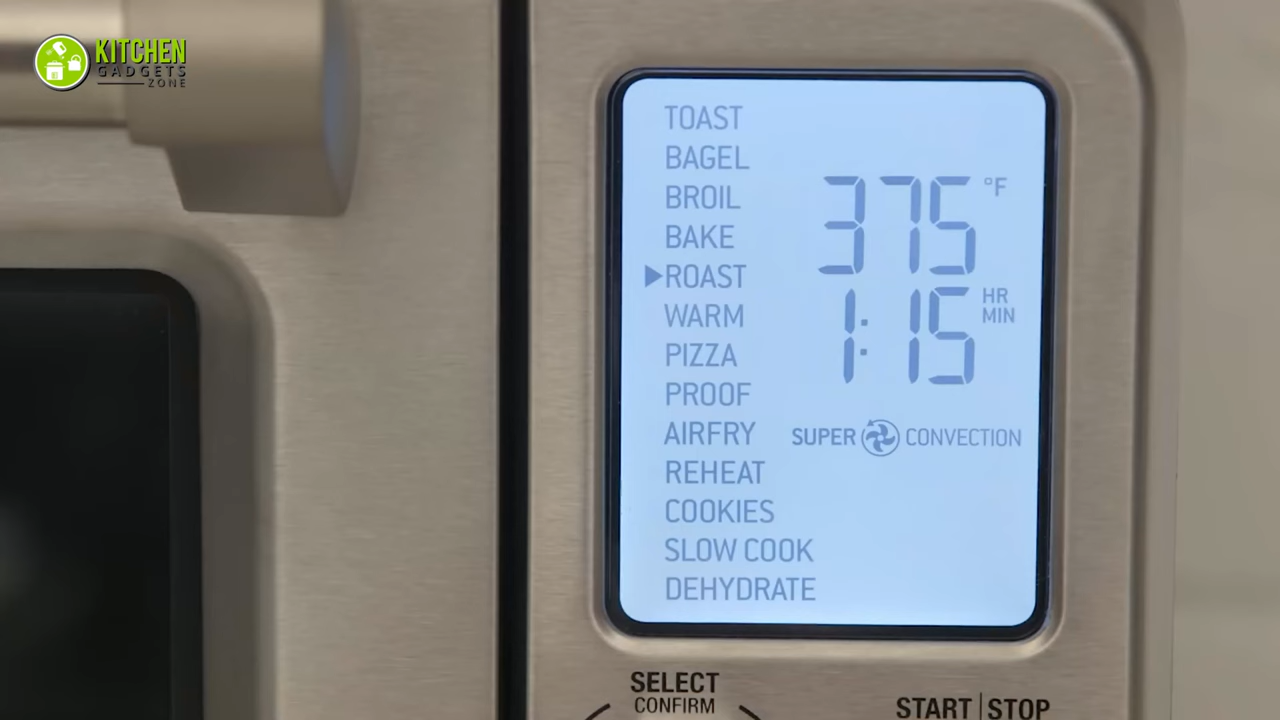 KITCHEN
GADGETS
ZONE
TOAST
BAGEL
BROIL
BAKE
ROAST
WARM
PIZZA
PROOF
AIRFRY
REHEAT
COOKIES
SLOW COOK
DEHYDRATE
375 °F
1:15 HR
MIN
SUPER CONVECTION
SELECT
CONFIRM
START|STOP